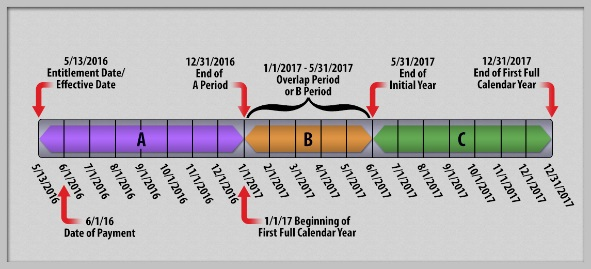 5/13/2016
Entitlement Date/
Effective Date
12/31/2016
End of
A Period
1/1/2017 - 5/31/2017
Overlap Period
or B Period
5/31/2017
End of
Initial Year
12/31/2017
End of First Full
Calendar Year
A
B
C
5/13/2016
6/1/2016
7/1/2016
8/1/2016
9/1/2016
10/1/2016
11/1/2016
12/1/2016
1/1/2017
2/1/2017
3/1/2017
4/1/2017
5/1/2017
6/1/2017
7/1/2017
8/1/2017
9/1/2017
10/1/2017
11/1/2017
12/1/2017
12/31/2017
6/1/16
Date of Payment
1/1/17 Beginning of
First Full Calendar Year